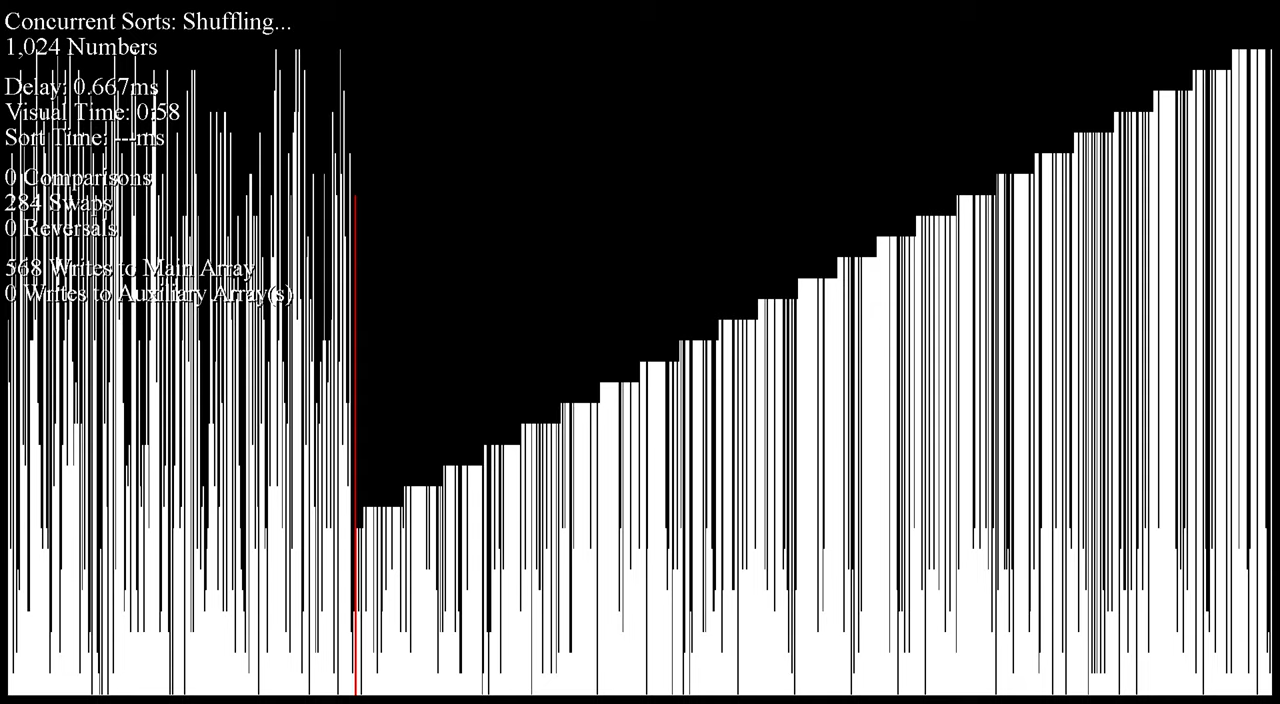 Concurrent Sorts: Shuffling...
1,024 Numbers
Delay: 0.667ms
Visual Time: 0:58
Sort Time: ---ms
0 Comparisons
284 Swaps
0 Reversals
568 Writes to Main Array
0 Writes to Auxiliary Array(s)